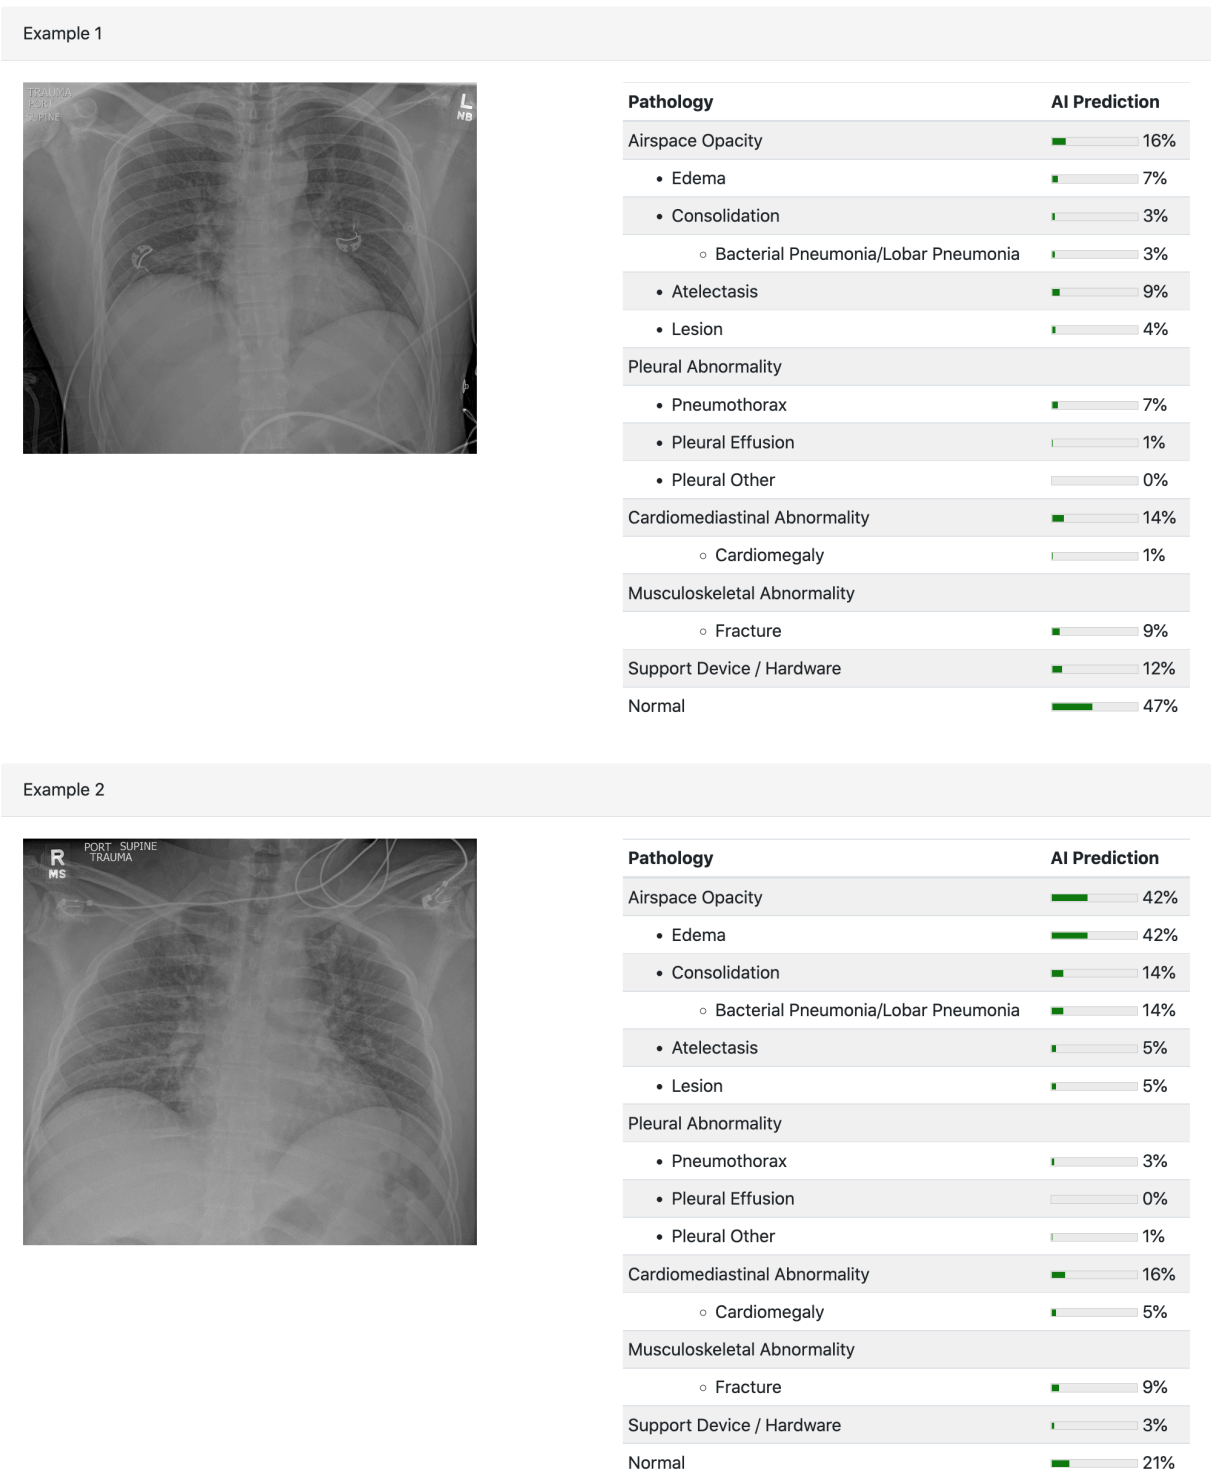 Example 1
TRAUMA
PORT
SUPINE
L
NB
Pathology AI Prediction
Airspace Opacity 16%
• Edema 7%
• Consolidation 3%
○ Bacterial Pneumonia/Lobar Pneumonia 3%
• Atelectasis 9%
• Lesion 4%
Pleural Abnormality
• Pneumothorax 7%
• Pleural Effusion 1%
• Pleural Other 0%
Cardiomediastinal Abnormality 14%
○ Cardiomegaly 1%
Musculoskeletal Abnormality
○ Fracture 9%
Support Device / Hardware 12%
Normal 47%
Example 2
R
MS
PORT SUPINE
TRAUMA
Pathology AI Prediction
Airspace Opacity 42%
• Edema 42%
• Consolidation 14%
○ Bacterial Pneumonia/Lobar Pneumonia 14%
• Atelectasis 5%
• Lesion 5%
Pleural Abnormality
• Pneumothorax 3%
• Pleural Effusion 0%
• Pleural Other 1%
Cardiomediastinal Abnormality 16%
○ Cardiomegaly 5%
Musculoskeletal Abnormality
○ Fracture 9%
Support Device / Hardware 3%
Normal 21%